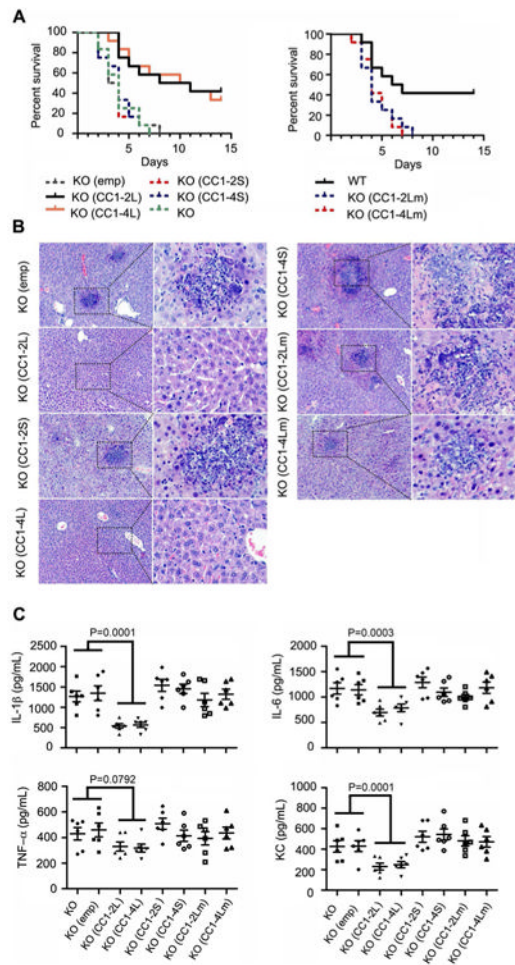 A
Percent survival
100
80
60
40
20
0
0 5 10 15
Days
KO (emp)
KO (CC1-2L)
KO (CC1-4L)
KO (CC1-2S)
KO (CC1-4S)
KO
Percent survival
100
80
60
40
20
0
0 5 10 15
Days
WT
KO (CC1-2Lm)
KO (CC1-4Lm)
B
KO (emp)
KO (CC1-2L)
KO (CC1-2S)
KO (CC1-4L)
KO (CC1-4S)
KO (CC1-2Lm)
KO (CC1-4Lm)
C
P=0.0001
IL-1β (pg/mL)
2500
2000
1500
1000
500
0
P=0.0003
IL-6 (pg/mL)
2000
1500
1000
500
0
P=0.0792
TNF-α (pg/mL)
800
600
400
200
0
KO
KO (emp)
KO (CC1-2L)
KO (CC1-4L)
KO (CC1-2S)
KO (CC1-4S)
KO (CC1-2Lm)
KO (CC1-4Lm)
P=0.0001
KC (pg/mL)
1000
800
600
400
200
0
KO
KO (emp)
KO (CC1-2L)
KO (CC1-4L)
KO (CC1-2S)
KO (CC1-4S)
KO (CC1-2Lm)
KO (CC1-4Lm)